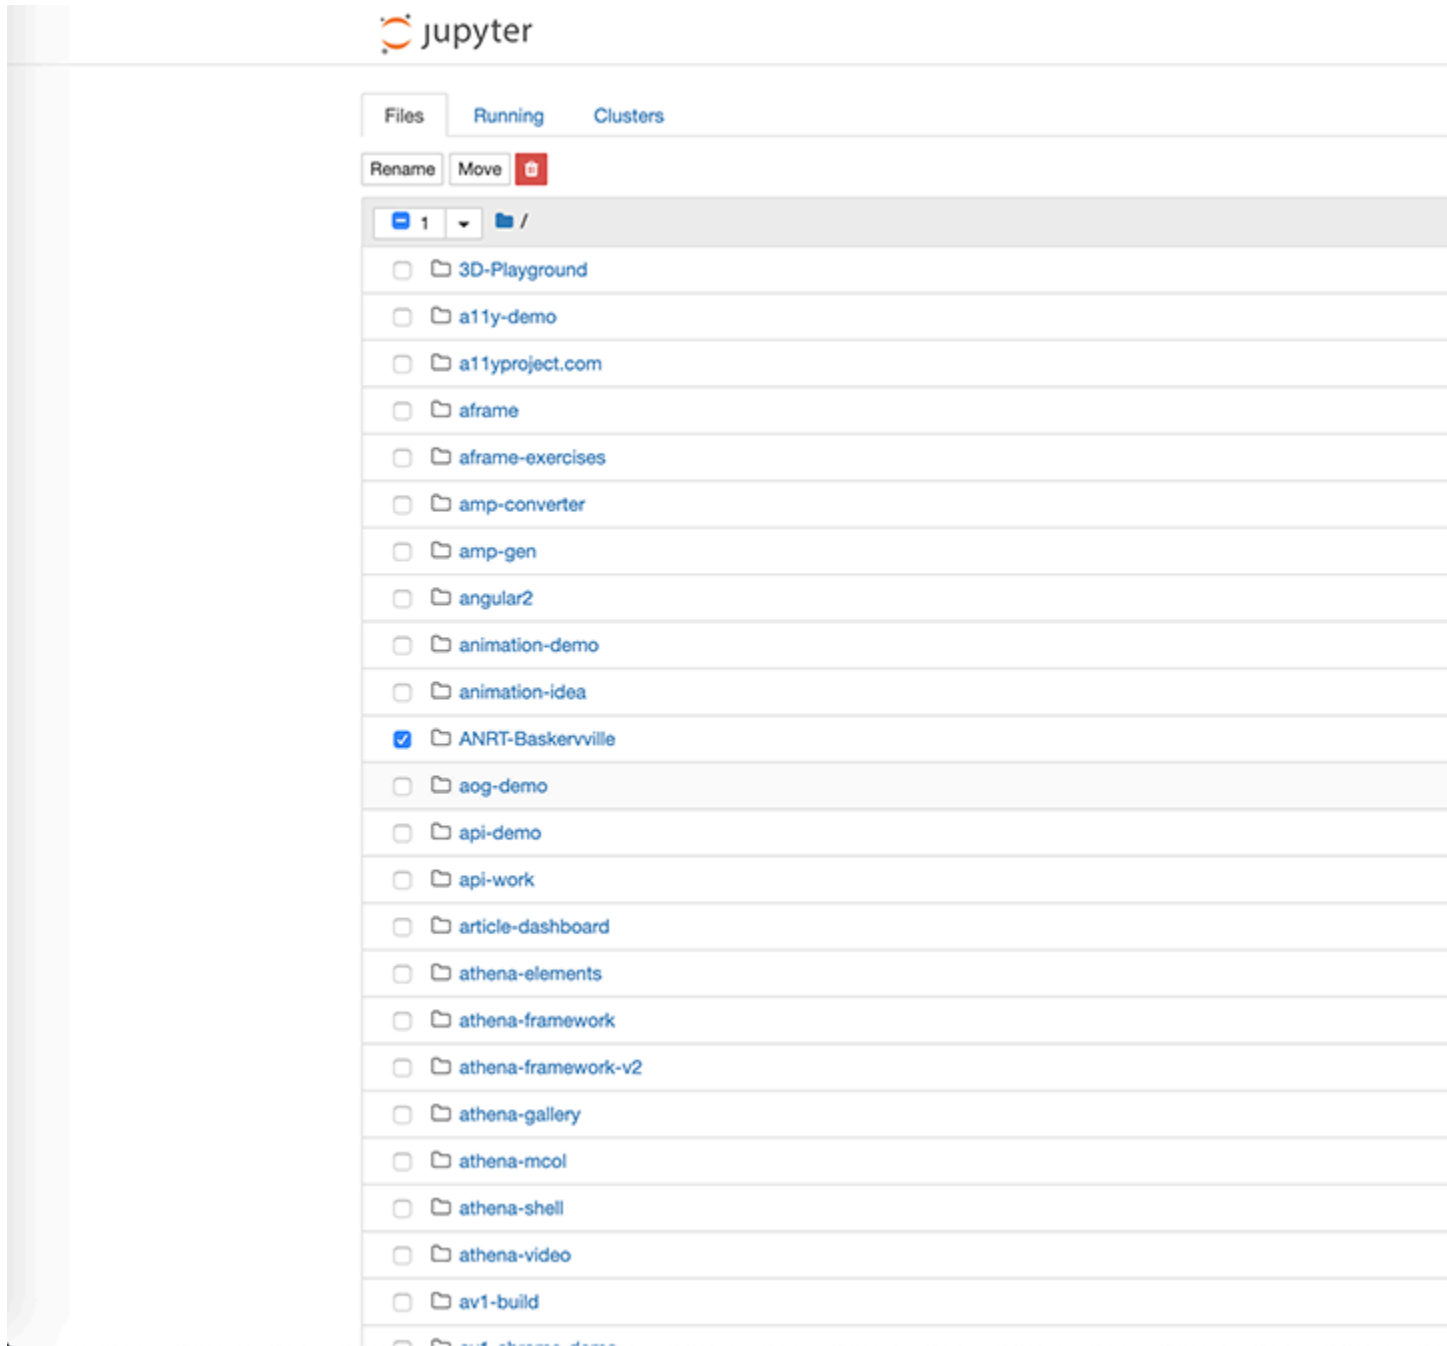 jupyter
Files Running Clusters
Rename Move
1 /
3D-Playground
a11y-demo
a11yproject.com
aframe
aframe-exercises
amp-converter
amp-gen
angular2
animation-demo
animation-idea
ANRT-Baskervville
aog-demo
api-demo
api-work
article-dashboard
athena-elements
athena-framework
athena-framework-v2
athena-gallery
athena-mcol
athena-shell
athena-video
av1-build